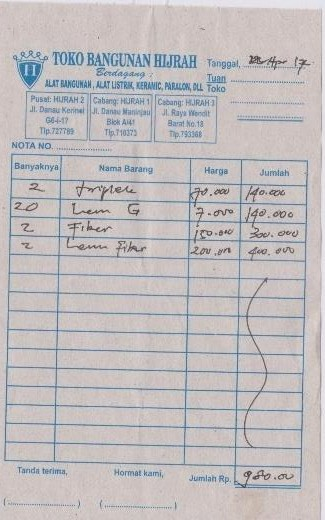 H
TOKO BANGUNAN HIJRAH
Berdagang :
ALAT BANGUNAN, ALAT LISTRIK, KERAMIC, PARALON, DLL
Tanggal, Apr 17
Tuan
Toko
Pusat: HIJRAH 2
Jl. Danau Kerinci
G6-I-17
Tlp.727789
Cabang: HIJRAH 1
Jl. Danau Maninjau
Blok A/41
Tlp.710373
Cabang: HIJRAH 3
Jl. Raya Wendit
Barat No.18
Tlp.793368
NOTA NO.
Banyaknya Nama Barang Harga Jumlah
2 triplek 70.000 140.000
20 Lem G 7.000 140.000
2 Fiber 150.000 300.000
2 Lem fiber 200.000 400.000
Tanda terima, Hormat kami, Jumlah Rp. 980.00